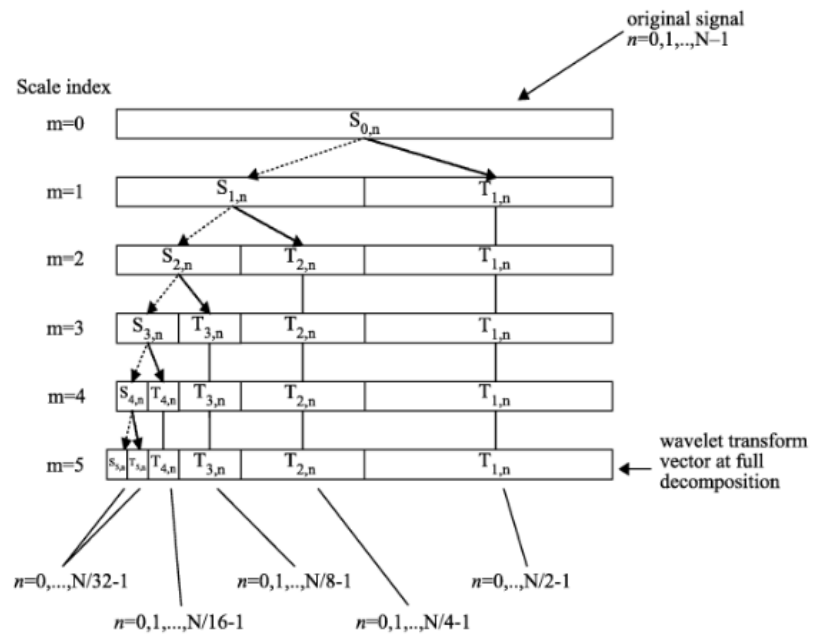 original signal
n=0,1,..,N–1
Scale index
m=0
S0,n
m=1
S1,n
T1,n
m=2
S2,n
T2,n
T1,n
m=3
S3,n
T3,n
T2,n
T1,n
m=4
S4,n
T4,n
T3,n
T2,n
T1,n
m=5
S5,n
T5,n
T4,n
T3,n
T2,n
T1,n
wavelet transform
vector at full
decomposition
n=0,...,N/32-1
n=0,1,..,N/8-1
n=0,..,N/2-1
n=0,1,...,N/16-1
n=0,1,..,N/4-1